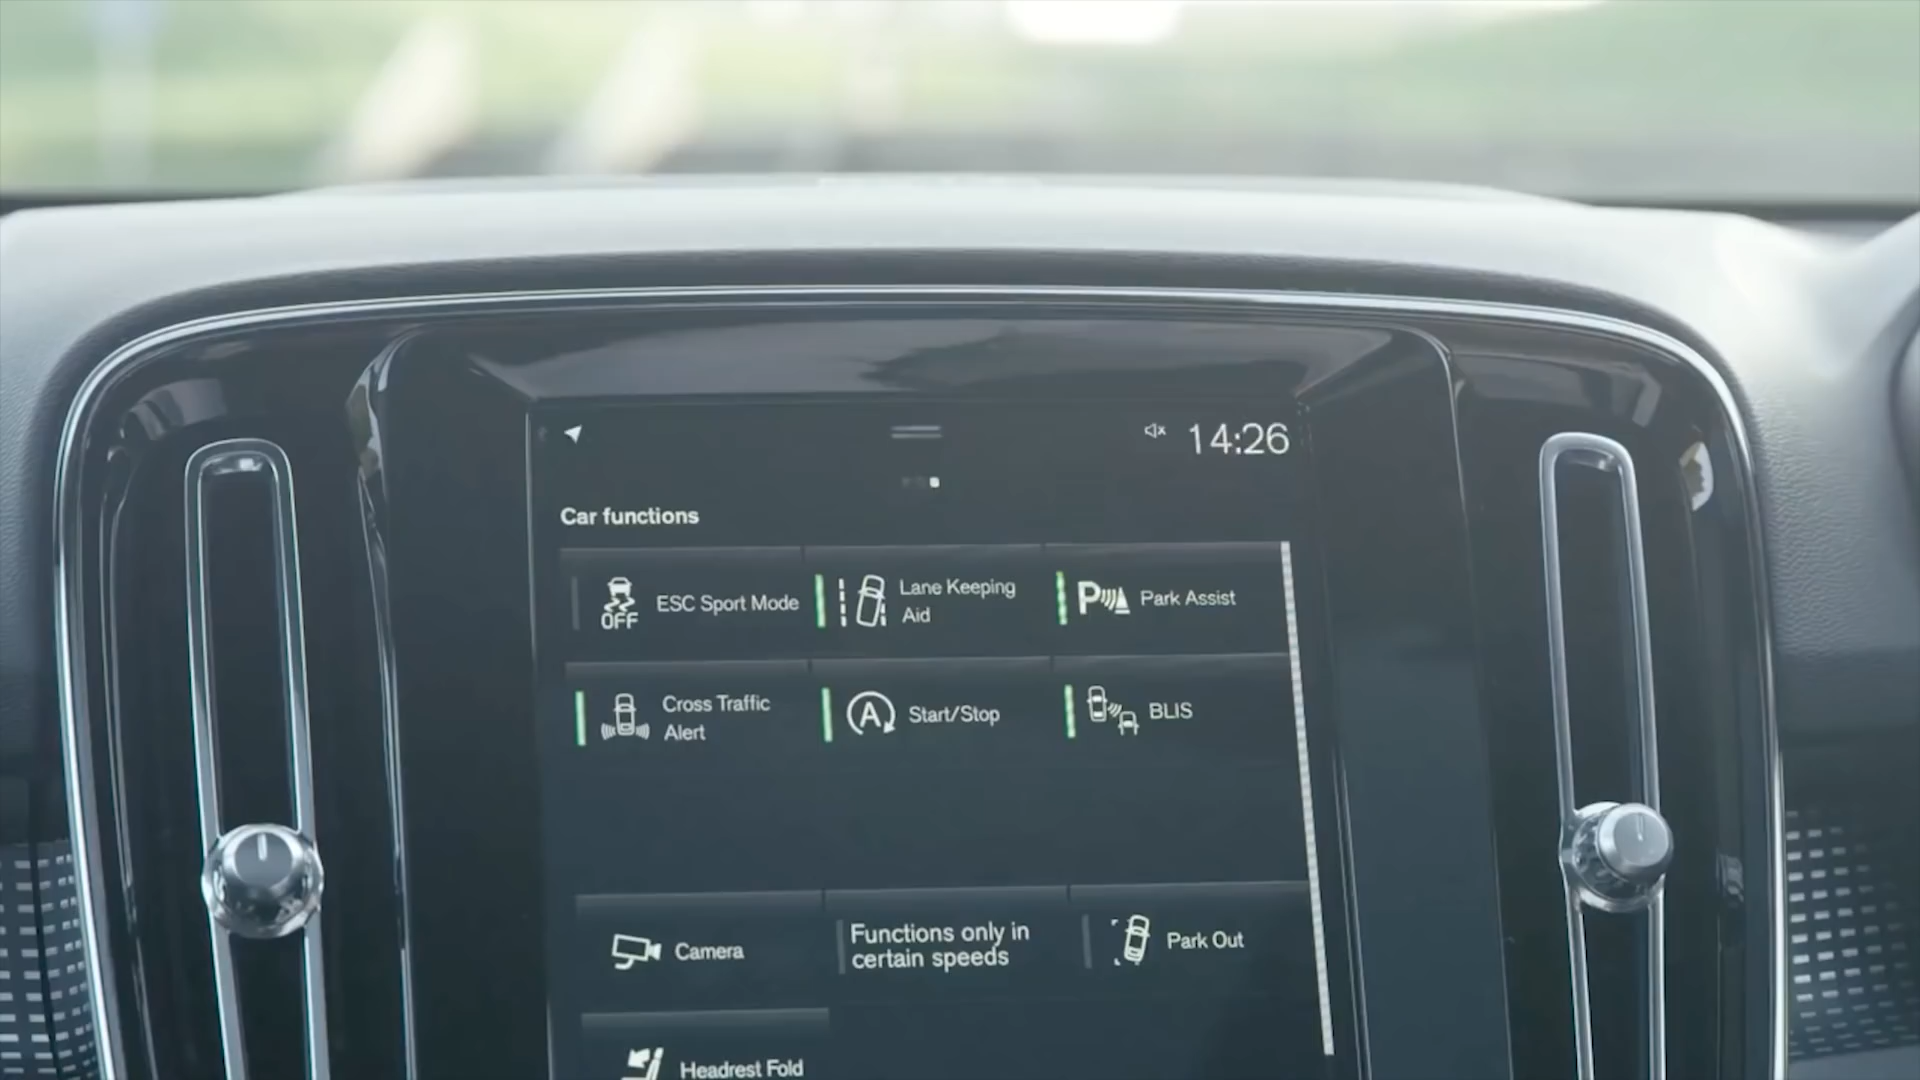 14:26
Car functions
OFF
ESC Sport Mode
Lane Keeping
Aid
P
Park Assist
Cross Traffic
Alert
A
Start/Stop
BLIS
Camera
Functions only in
certain speeds
Park Out
Headrest Fold